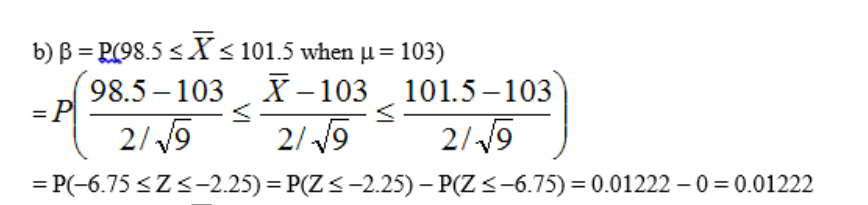 b) β = P(98.5 ≤ X̅ ≤ 101.5 when μ = 103)
= P( (98.5 – 103)/(2/√9) ≤ (X̅ – 103)/(2/√9) ≤ (101.5 – 103)/(2/√9) )
= P(–6.75 ≤ Z ≤ –2.25) = P(Z ≤ –2.25) – P(Z ≤ –6.75) = 0.01222 – 0 = 0.01222